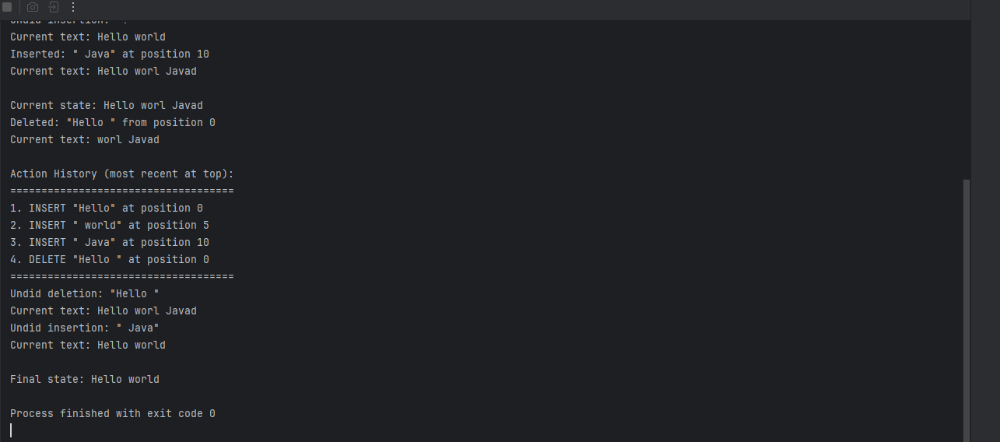 Current text: Hello world
Inserted: " Java" at position 10
Current text: Hello worl Javad
Current state: Hello worl Javad
Deleted: "Hello " from position 0
Current text: worl Javad
Action History (most recent at top):
====================================
1. INSERT "Hello" at position 0
2. INSERT " world" at position 5
3. INSERT " Java" at position 10
4. DELETE "Hello " at position 0
====================================
Undid deletion: "Hello "
Current text: Hello worl Javad
Undid insertion: " Java"
Current text: Hello world
Final state: Hello world
Process finished with exit code 0